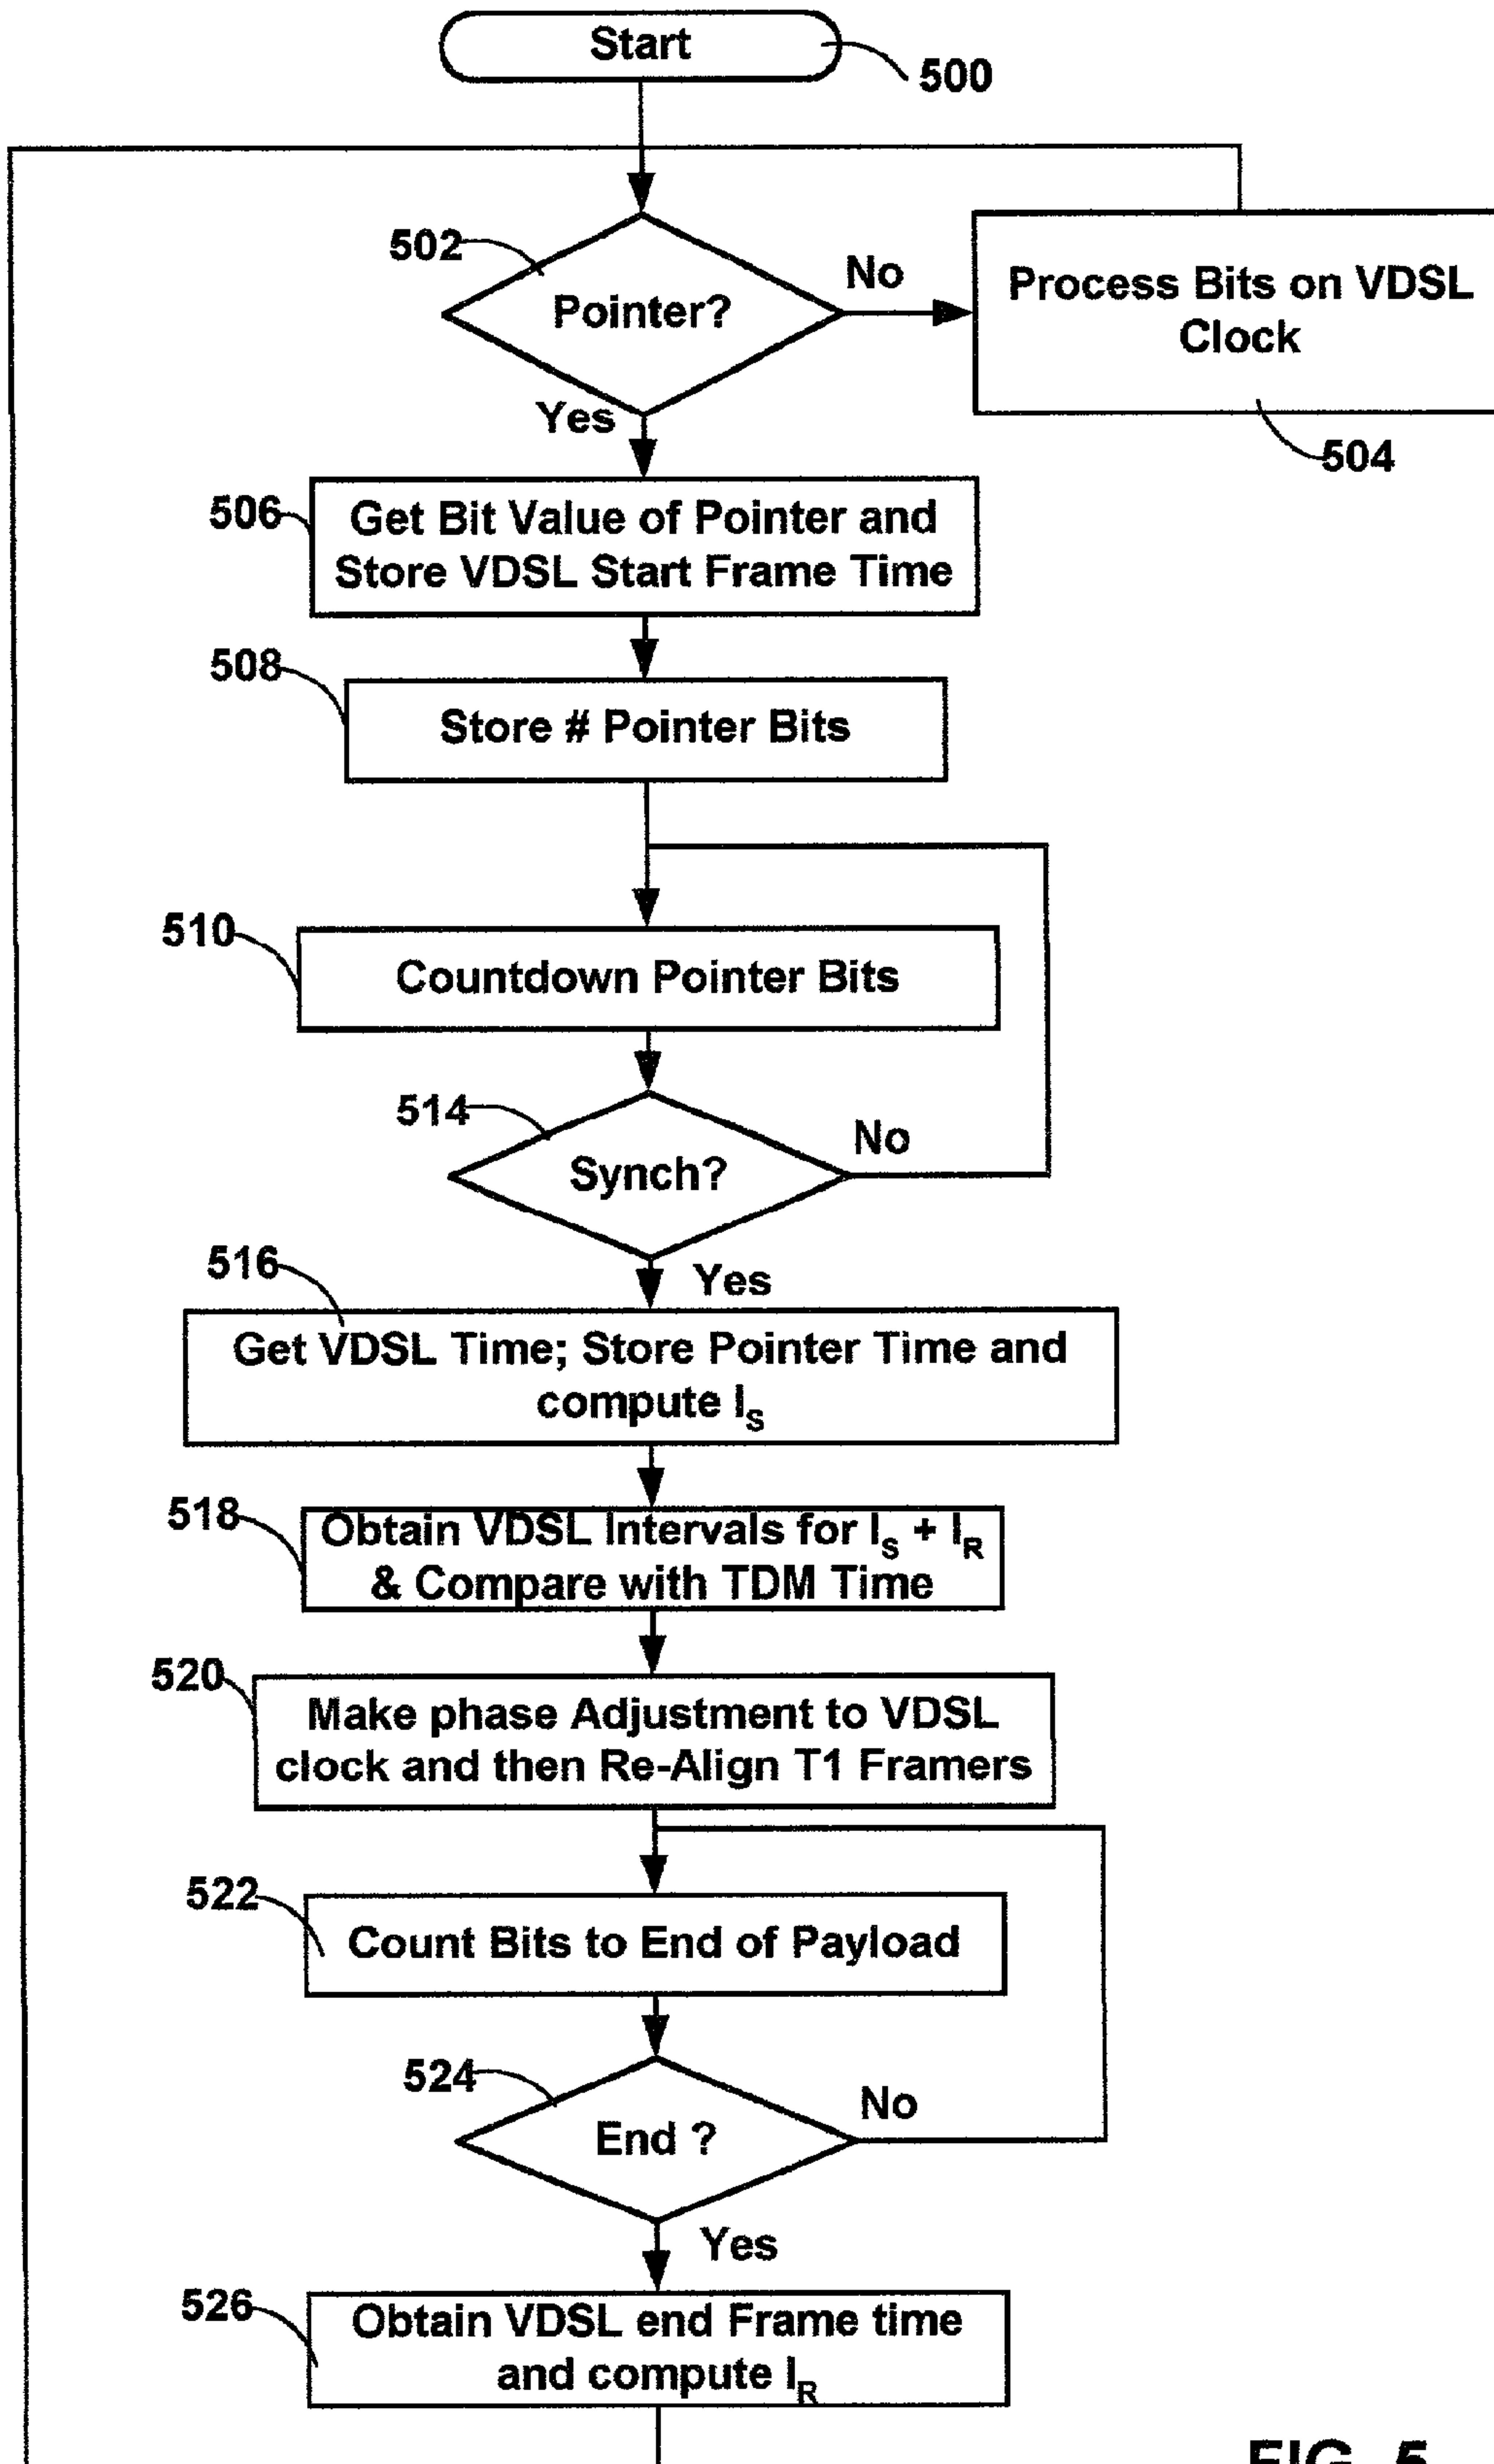 Start
500
502
Pointer?
No
Process Bits on VDSL
Clock
504
Yes
506
Get Bit Value of Pointer and
Store VDSL Start Frame Time
508
Store # Pointer Bits
510
Countdown Pointer Bits
514
Synch?
No
516
Yes
Get VDSL Time; Store Pointer Time and
compute IS
518
Obtain VDSL Intervals for IS + IR
& Compare with TDM Time
520
Make phase Adjustment to VDSL
clock and then Re-Align T1 Framers
522
Count Bits to End of Payload
524
End ?
No
Yes
526
Obtain VDSL end Frame time
and compute IR
FIG. 5